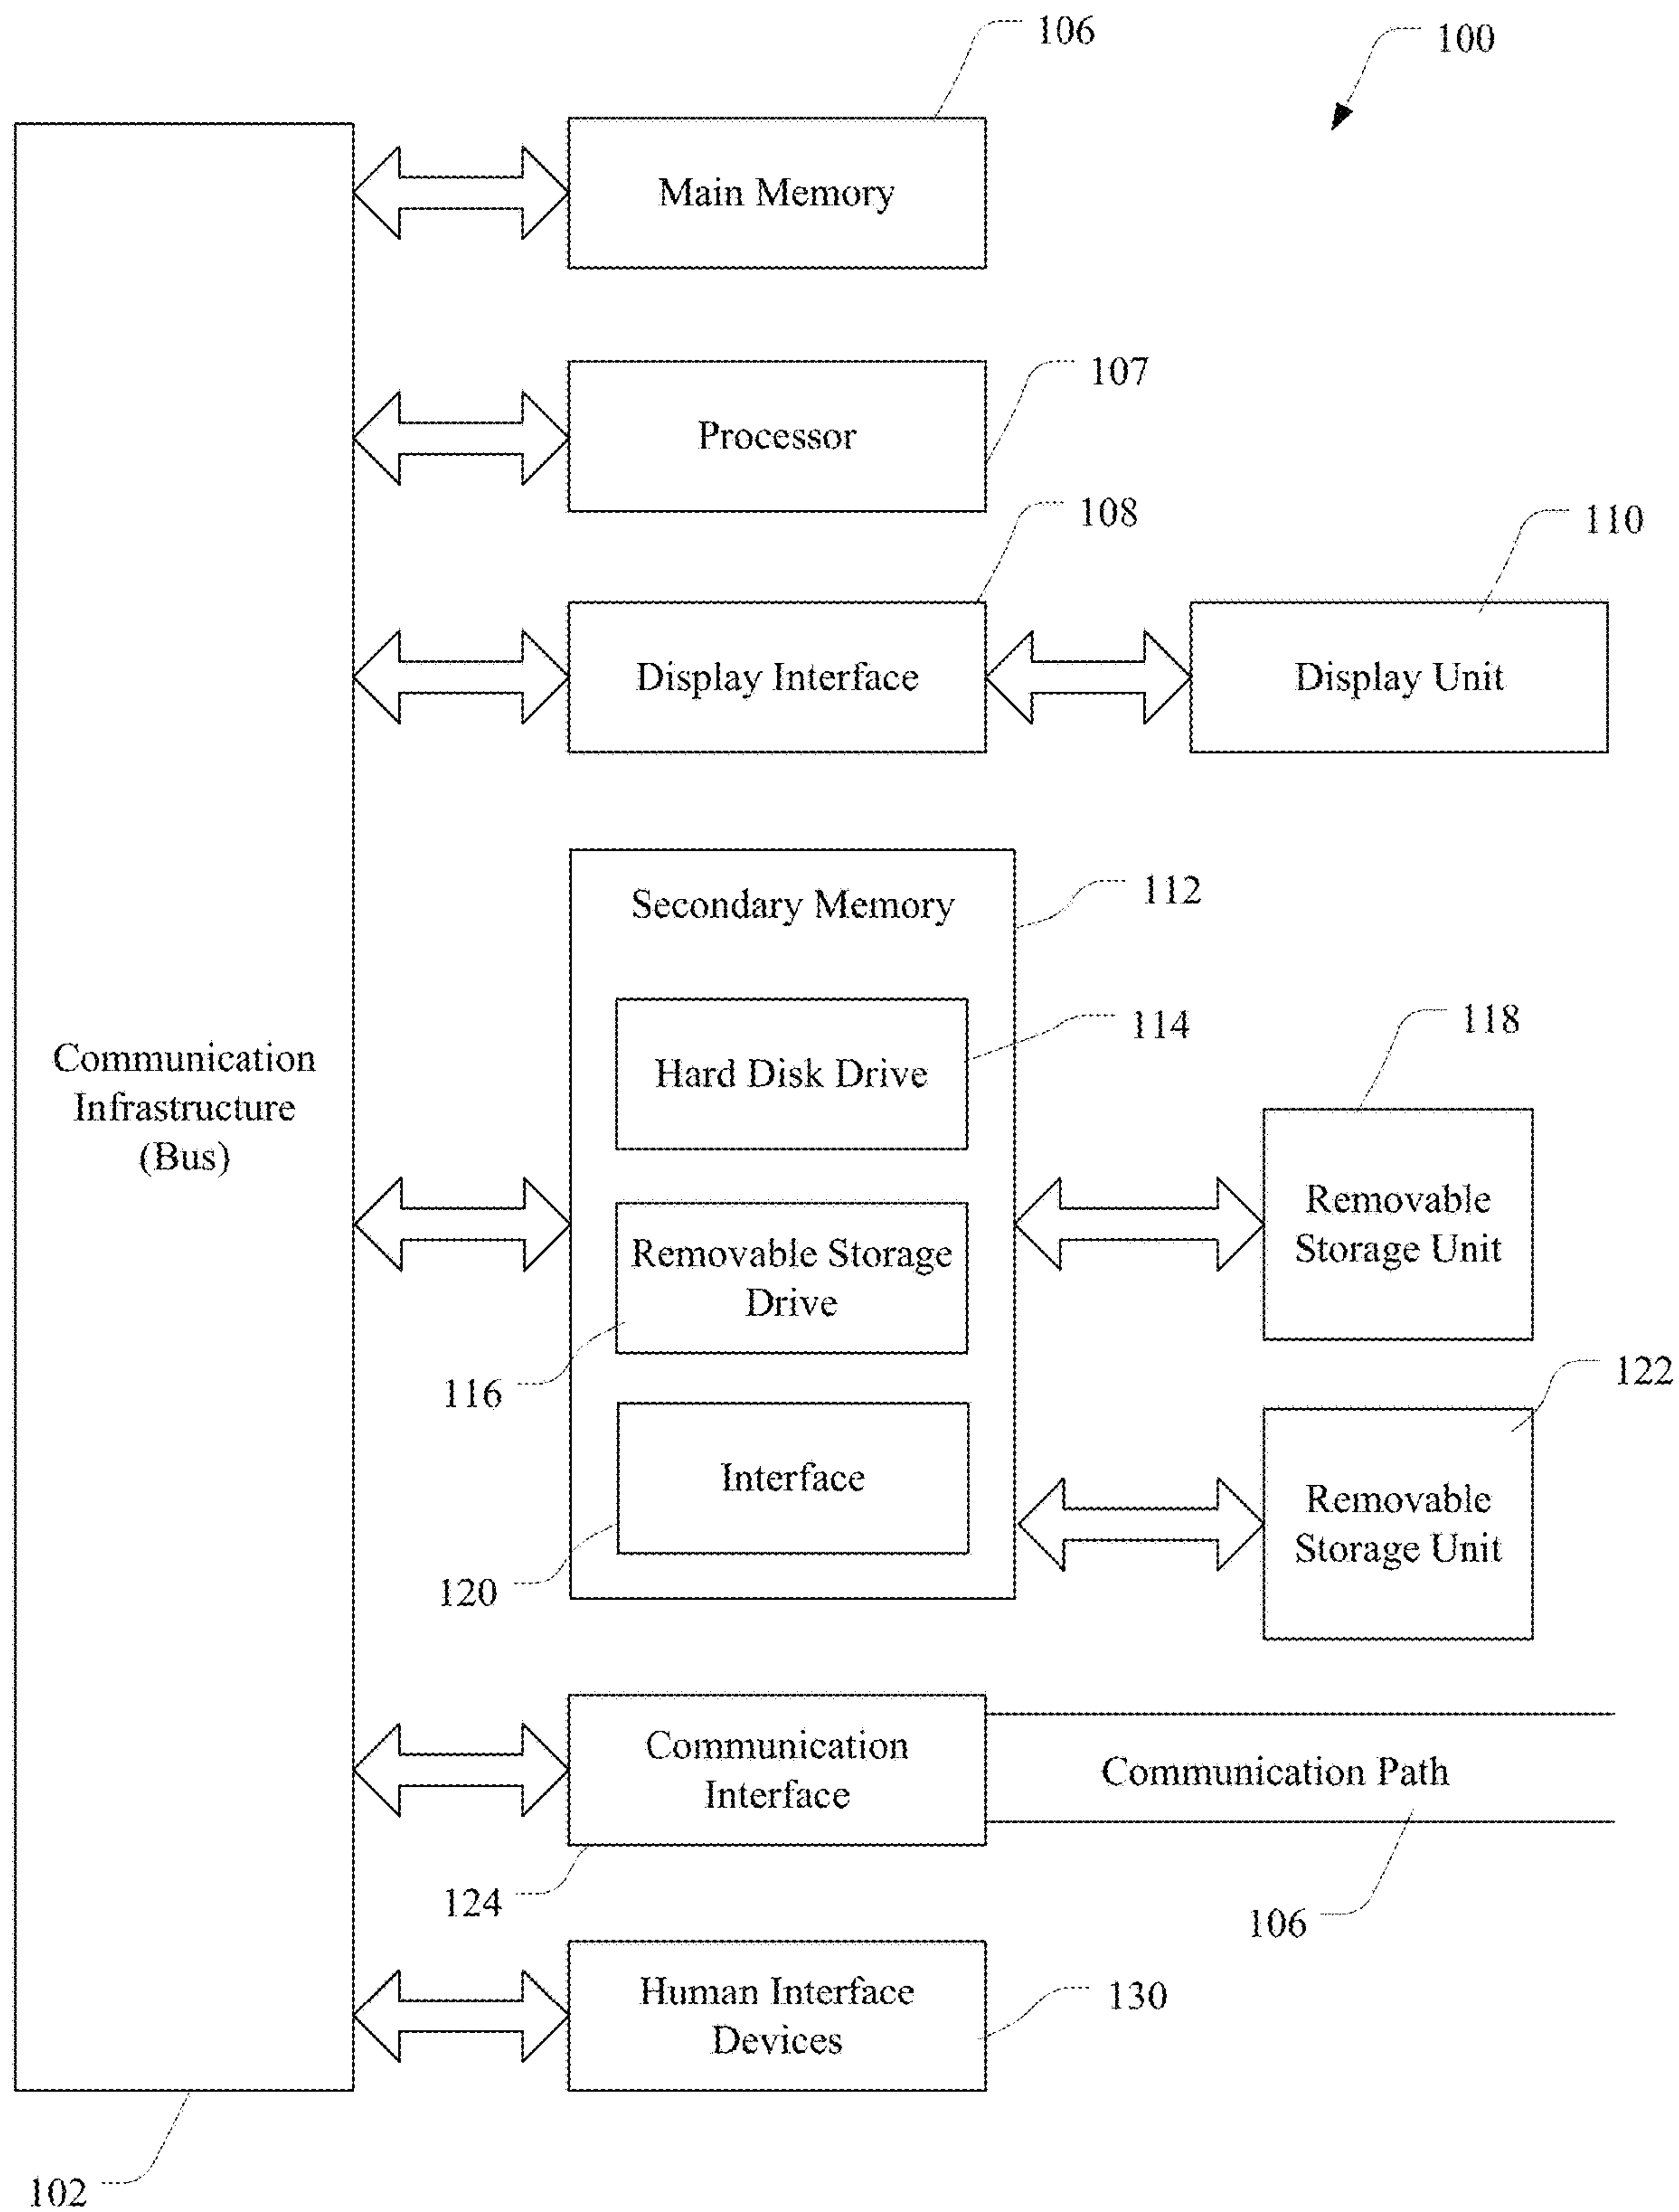 106
100
Main Memory
107
Processor
108
110
Display Interface
Display Unit
112
Secondary Memory
114
Hard Disk Drive
118
Communication
Infrastructure
(Bus)
Removable Storage
Drive
116
Removable
Storage Unit
122
Interface
120
Removable
Storage Unit
Communication
Interface
Communication Path
124
106
Human Interface
Devices
130
102